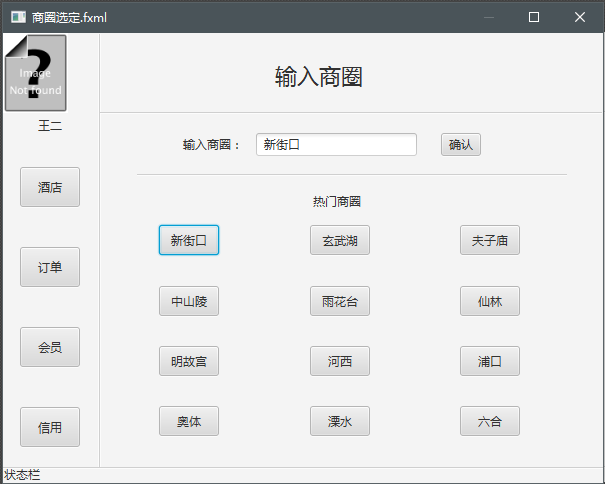 商圈选定.fxml
?
Image
Not found
王二
酒店
订单
会员
信用
输入商圈
输入商圈： 新街口 确认
热门商圈
新街口 玄武湖 夫子庙
中山陵 雨花台 仙林
明故宫 河西 浦口
奥体 溧水 六合
状态栏